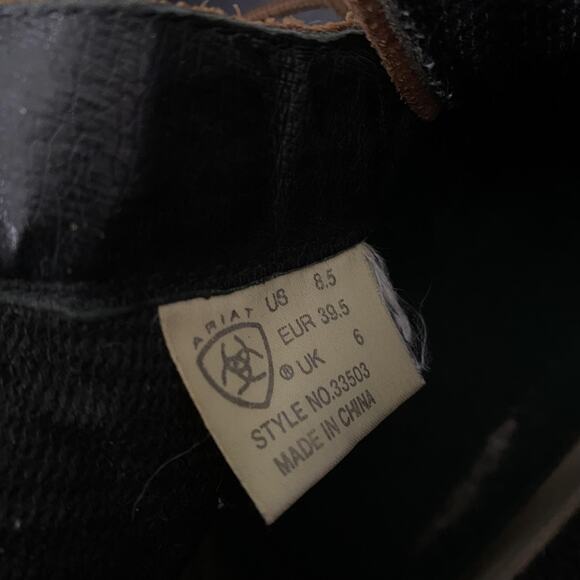 ARIAT
US 8.5
EUR 39.5
® UK 6
STYLE NO.33503
MADE IN CHINA